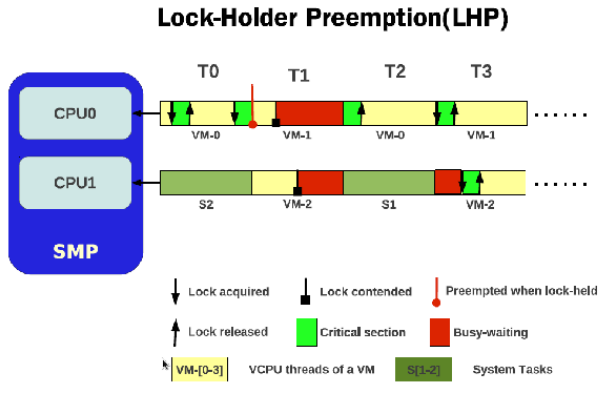 Lock-Holder Preemption(LHP)
T0 T1 T2 T3
CPU0
VM-0 VM-1 VM-0 VM-1
CPU1
S2 VM-2 S1 VM-2
SMP
Lock acquired Lock contended Preempted when lock-held
Lock released Critical section Busy-waiting
VM-[0-3] VCPU threads of a VM S[1-2] System Tasks